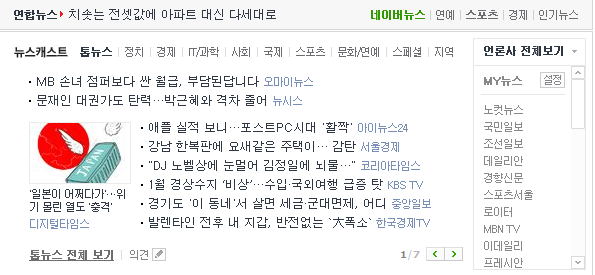 연합뉴스 ▸ 치솟는 전셋값에 아파트 대신 다세대로
네이버뉴스 | 연예 | 스포츠 | 경제 | 인기뉴스
뉴스캐스트 톱뉴스 | 정치 | 경제 | IT/과학 | 사회 | 국제 | 스포츠 | 문화/연예 | 스페셜 | 지역
· MB 손녀 점퍼보다 싼 월급, 부담된답니다 오마이뉴스
· 문재인 대권가도 탄력…박근혜와 격차 줄어 뉴시스
JAPAN
'일본이 어쩌다가…위
기 몰린 열도 '충격'
디지털타임스
· 애플 실적 보니…포스트PC시대 '활짝' 아이뉴스24
· 강남 한복판에 요새같은 주택이… 감탄 서울경제
· "DJ 노벨상에 눈멀어 김정일에 뇌물…" 코리아타임스
· 1월 경상수지 '비상'…수입·국외여행 급증 탓 KBS TV
· 경기도 '이 동네'서 살면 세금·군대면제, 어디 중앙일보
· 발렌타인 전후 내 지갑, 반전없는 `大폭소` 한국경제TV
톱뉴스 전체 보기 | 의견
1/7
언론사 전체보기
MY뉴스 설정
노컷뉴스
국민일보
조선일보
데일리안
경향신문
스포츠서울
로이터
MBN TV
이데일리
프레시안